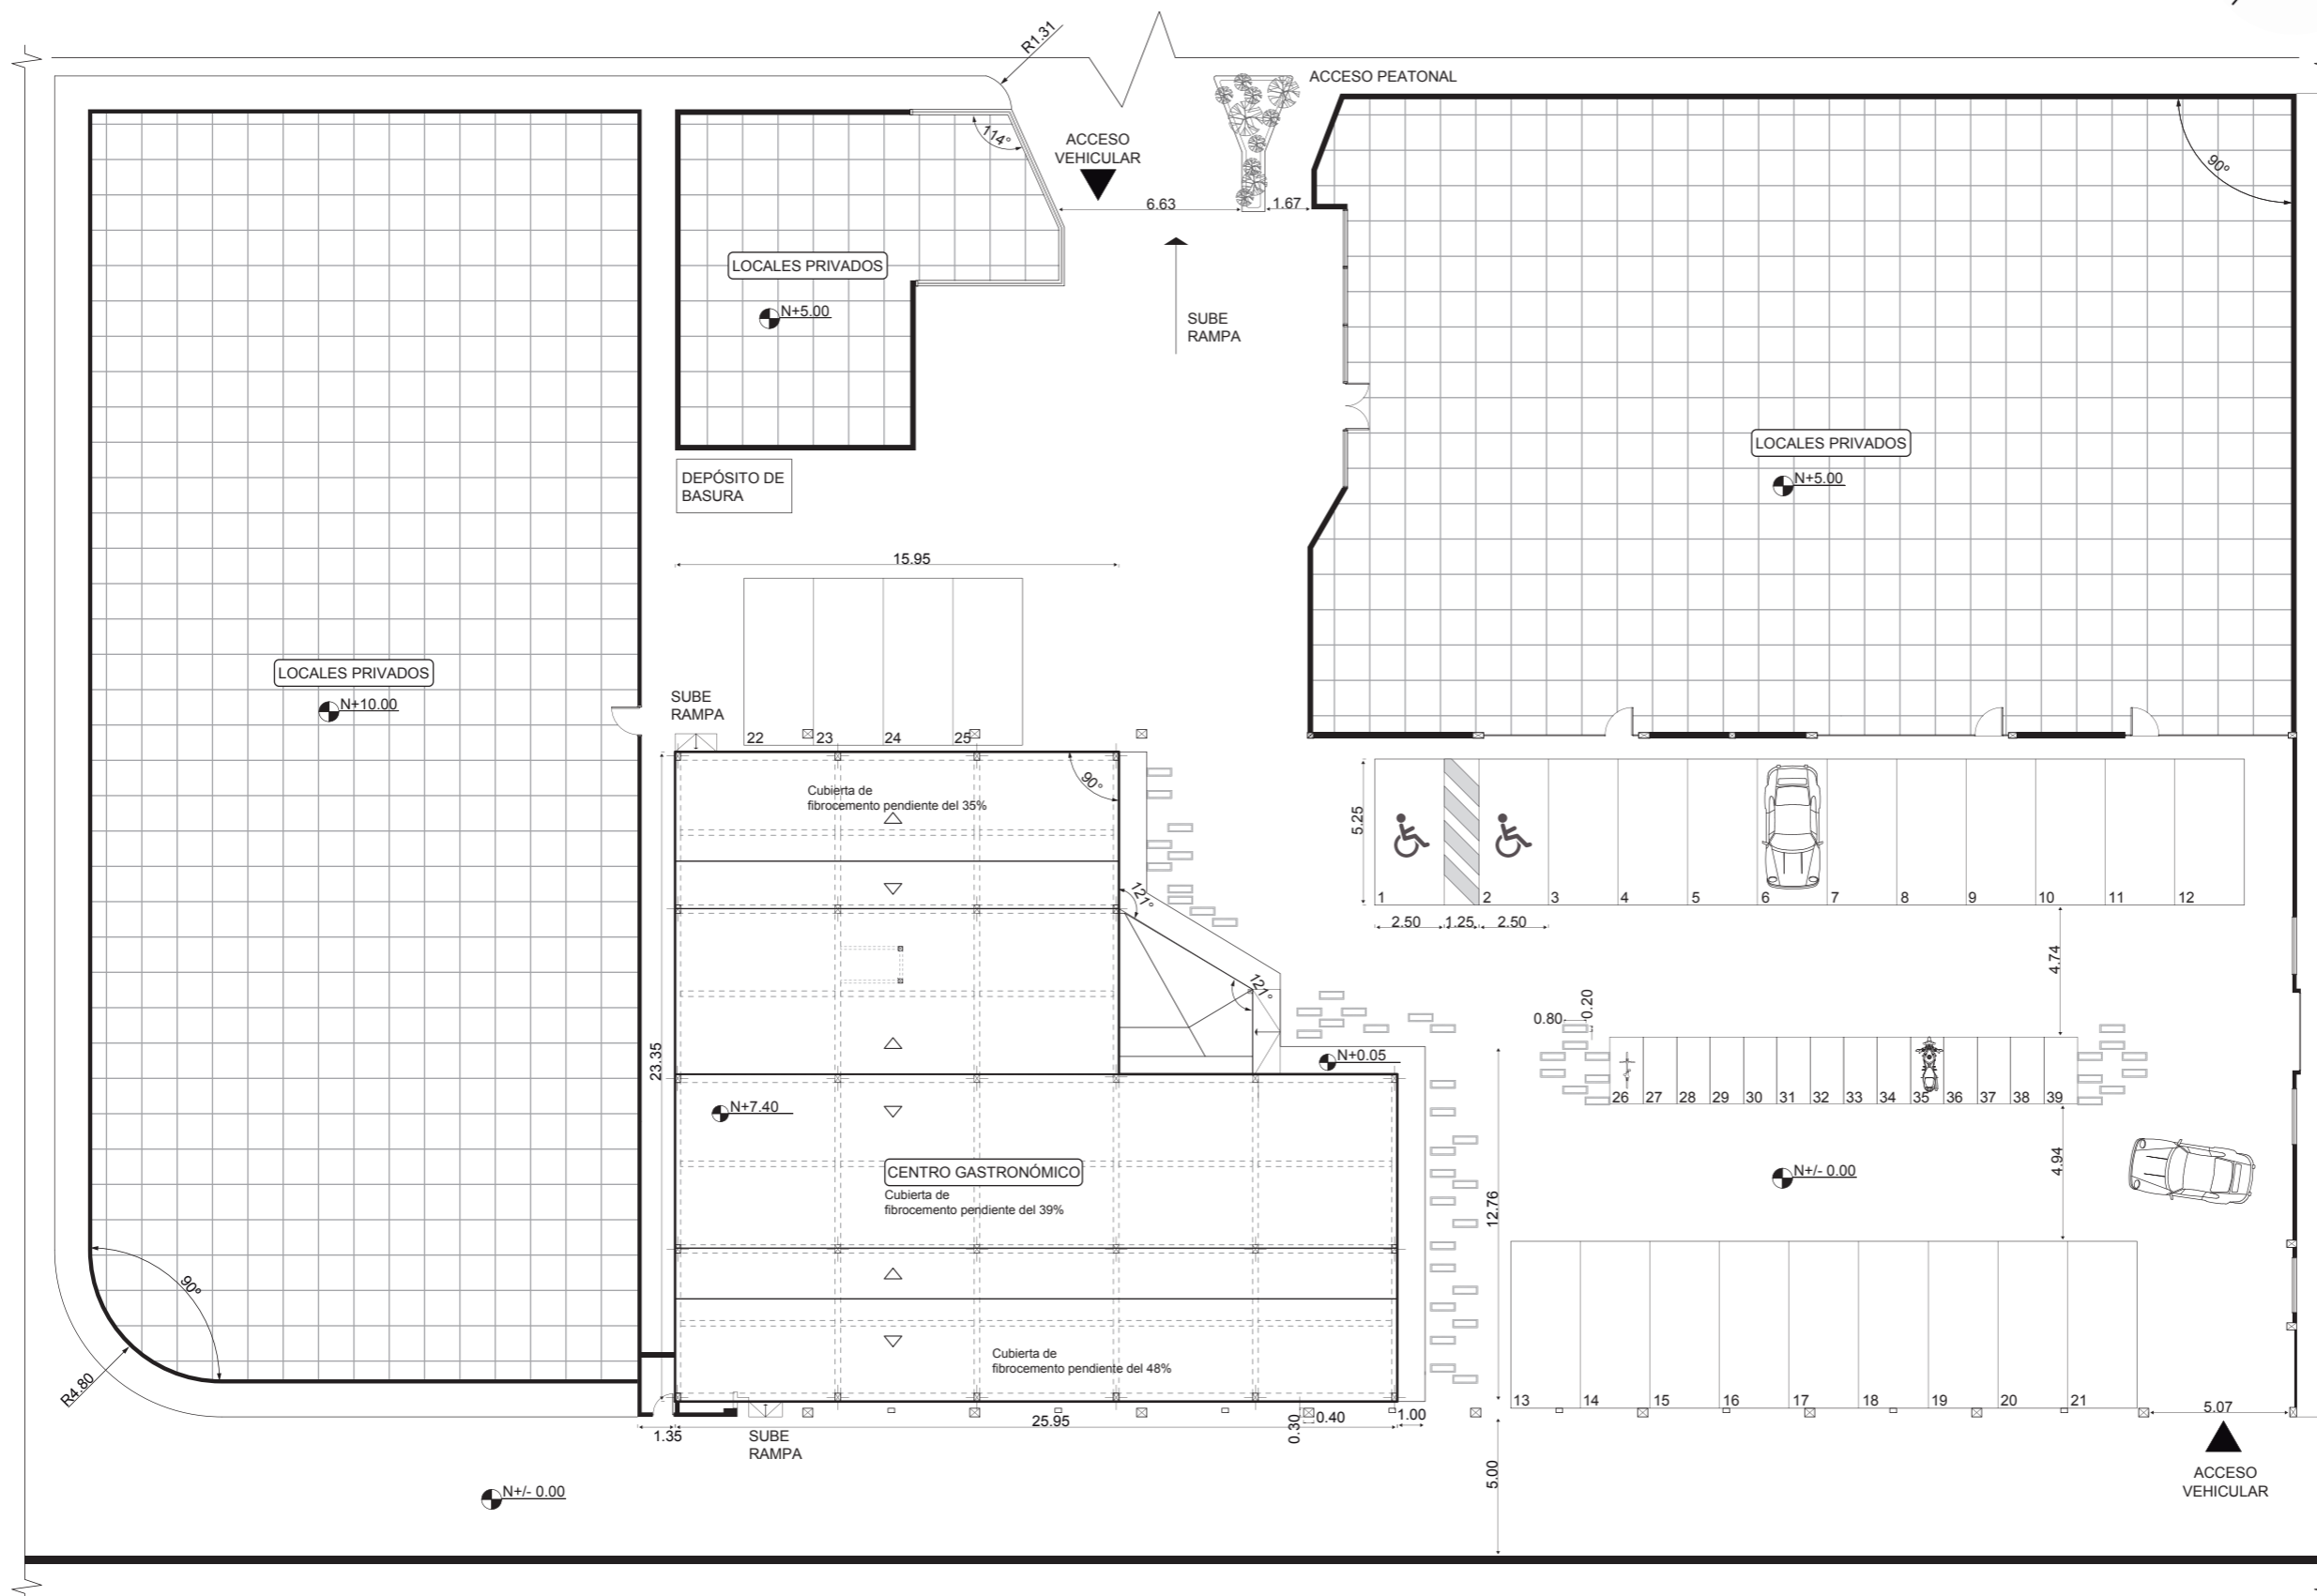 R1.31
ACCESO PEATONAL
114°
ACCESO
VEHICULAR
90°
6.63
1.67
LOCALES PRIVADOS
N+5.00
SUBE
RAMPA
LOCALES PRIVADOS
N+5.00
DEPÓSITO DE
BASURA
15.95
LOCALES PRIVADOS
N+10.00
SUBE
RAMPA
22
23
24
25
90°
Cubierta de
fibrocemento pendiente del 35%
5.25
1
2
3
4
5
6
7
8
9
10
11
12
2.50
1.25
2.50
121°
121°
4.74
0.80
0.20
23.35
N+0.05
26
27
28
29
30
31
32
33
34
35
36
37
38
39
N+7.40
CENTRO GASTRONÓMICO
Cubierta de
fibrocemento pendiente del 39%
4.94
N+/- 0.00
12.76
90°
R4.80
Cubierta de
fibrocemento pendiente del 48%
13
14
15
16
17
18
19
20
21
5.07
1.35
SUBE
RAMPA
25.95
0.30
0.40
1.00
5.00
ACCESO
VEHICULAR
N+/- 0.00